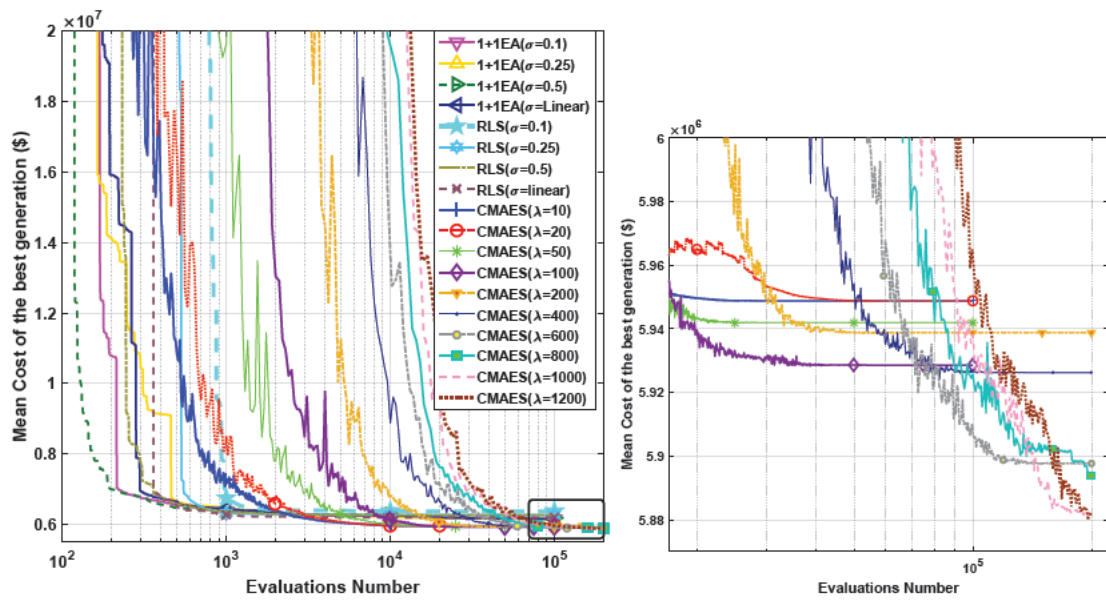 ×10⁷
2
1.8
1.6
1.4
1.2
1
0.8
0.6
Mean Cost of the best generation ($)
10² 10³ 10⁴ 10⁵
Evaluations Number
1+1EA(σ=0.1)
1+1EA(σ=0.25)
1+1EA(σ=0.5)
1+1EA(σ=Linear)
RLS(σ=0.1)
RLS(σ=0.25)
RLS(σ=0.5)
RLS(σ=linear)
CMAES(λ=10)
CMAES(λ=20)
CMAES(λ=50)
CMAES(λ=100)
CMAES(λ=200)
CMAES(λ=400)
CMAES(λ=600)
CMAES(λ=800)
CMAES(λ=1000)
CMAES(λ=1200)
×10⁶
6
5.98
5.96
5.94
5.92
5.9
5.88
Mean Cost of the best generation ($)
10⁵
Evaluations Number